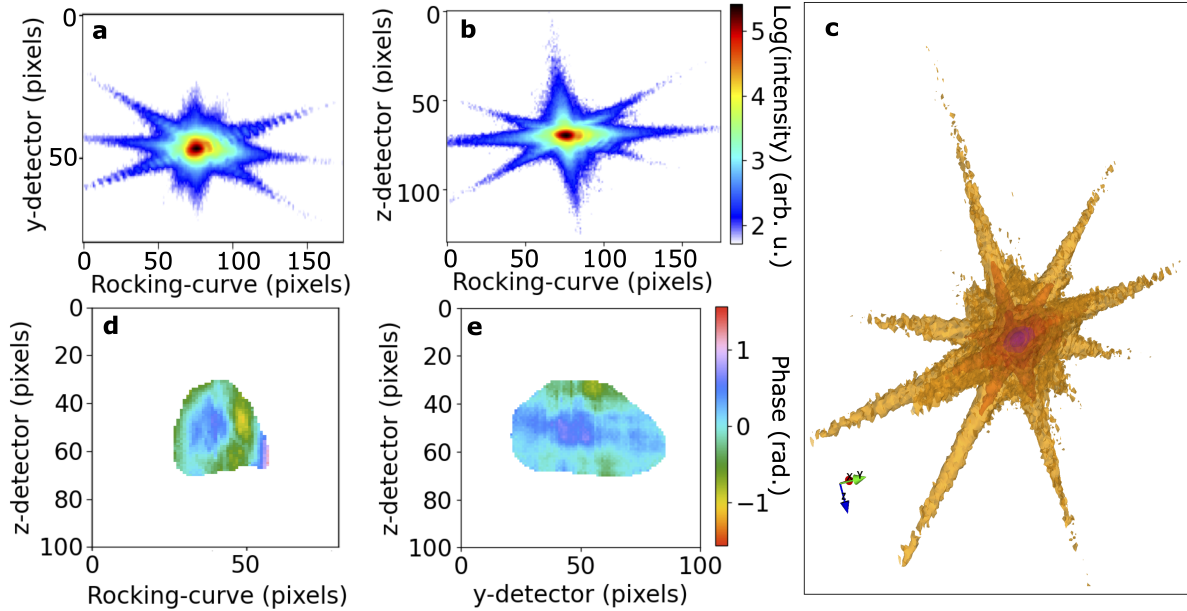 a
0
50
y-detector (pixels)
0 50 100 150
Rocking-curve (pixels)
b
0
50
100
z-detector (pixels)
0 50 100 150
Rocking-curve (pixels)
5
4
3
2
Log(intensity) (arb. u.)
c
X Y
Z
d
0
20
40
60
80
100
z-detector (pixels)
0 50
Rocking-curve (pixels)
e
0
20
40
60
80
100
z-detector (pixels)
0 50 100
y-detector (pixels)
1
0
−1
Phase (rad.)